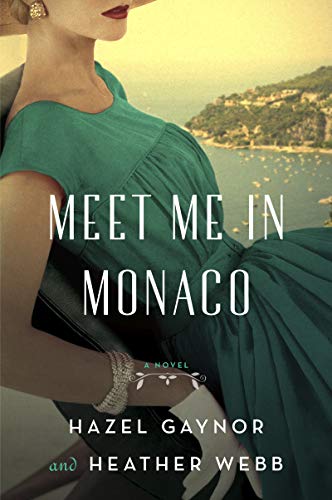 MEET ME IN
MONACO
A NOVEL
HAZEL GAYNOR
and HEATHER WEBB